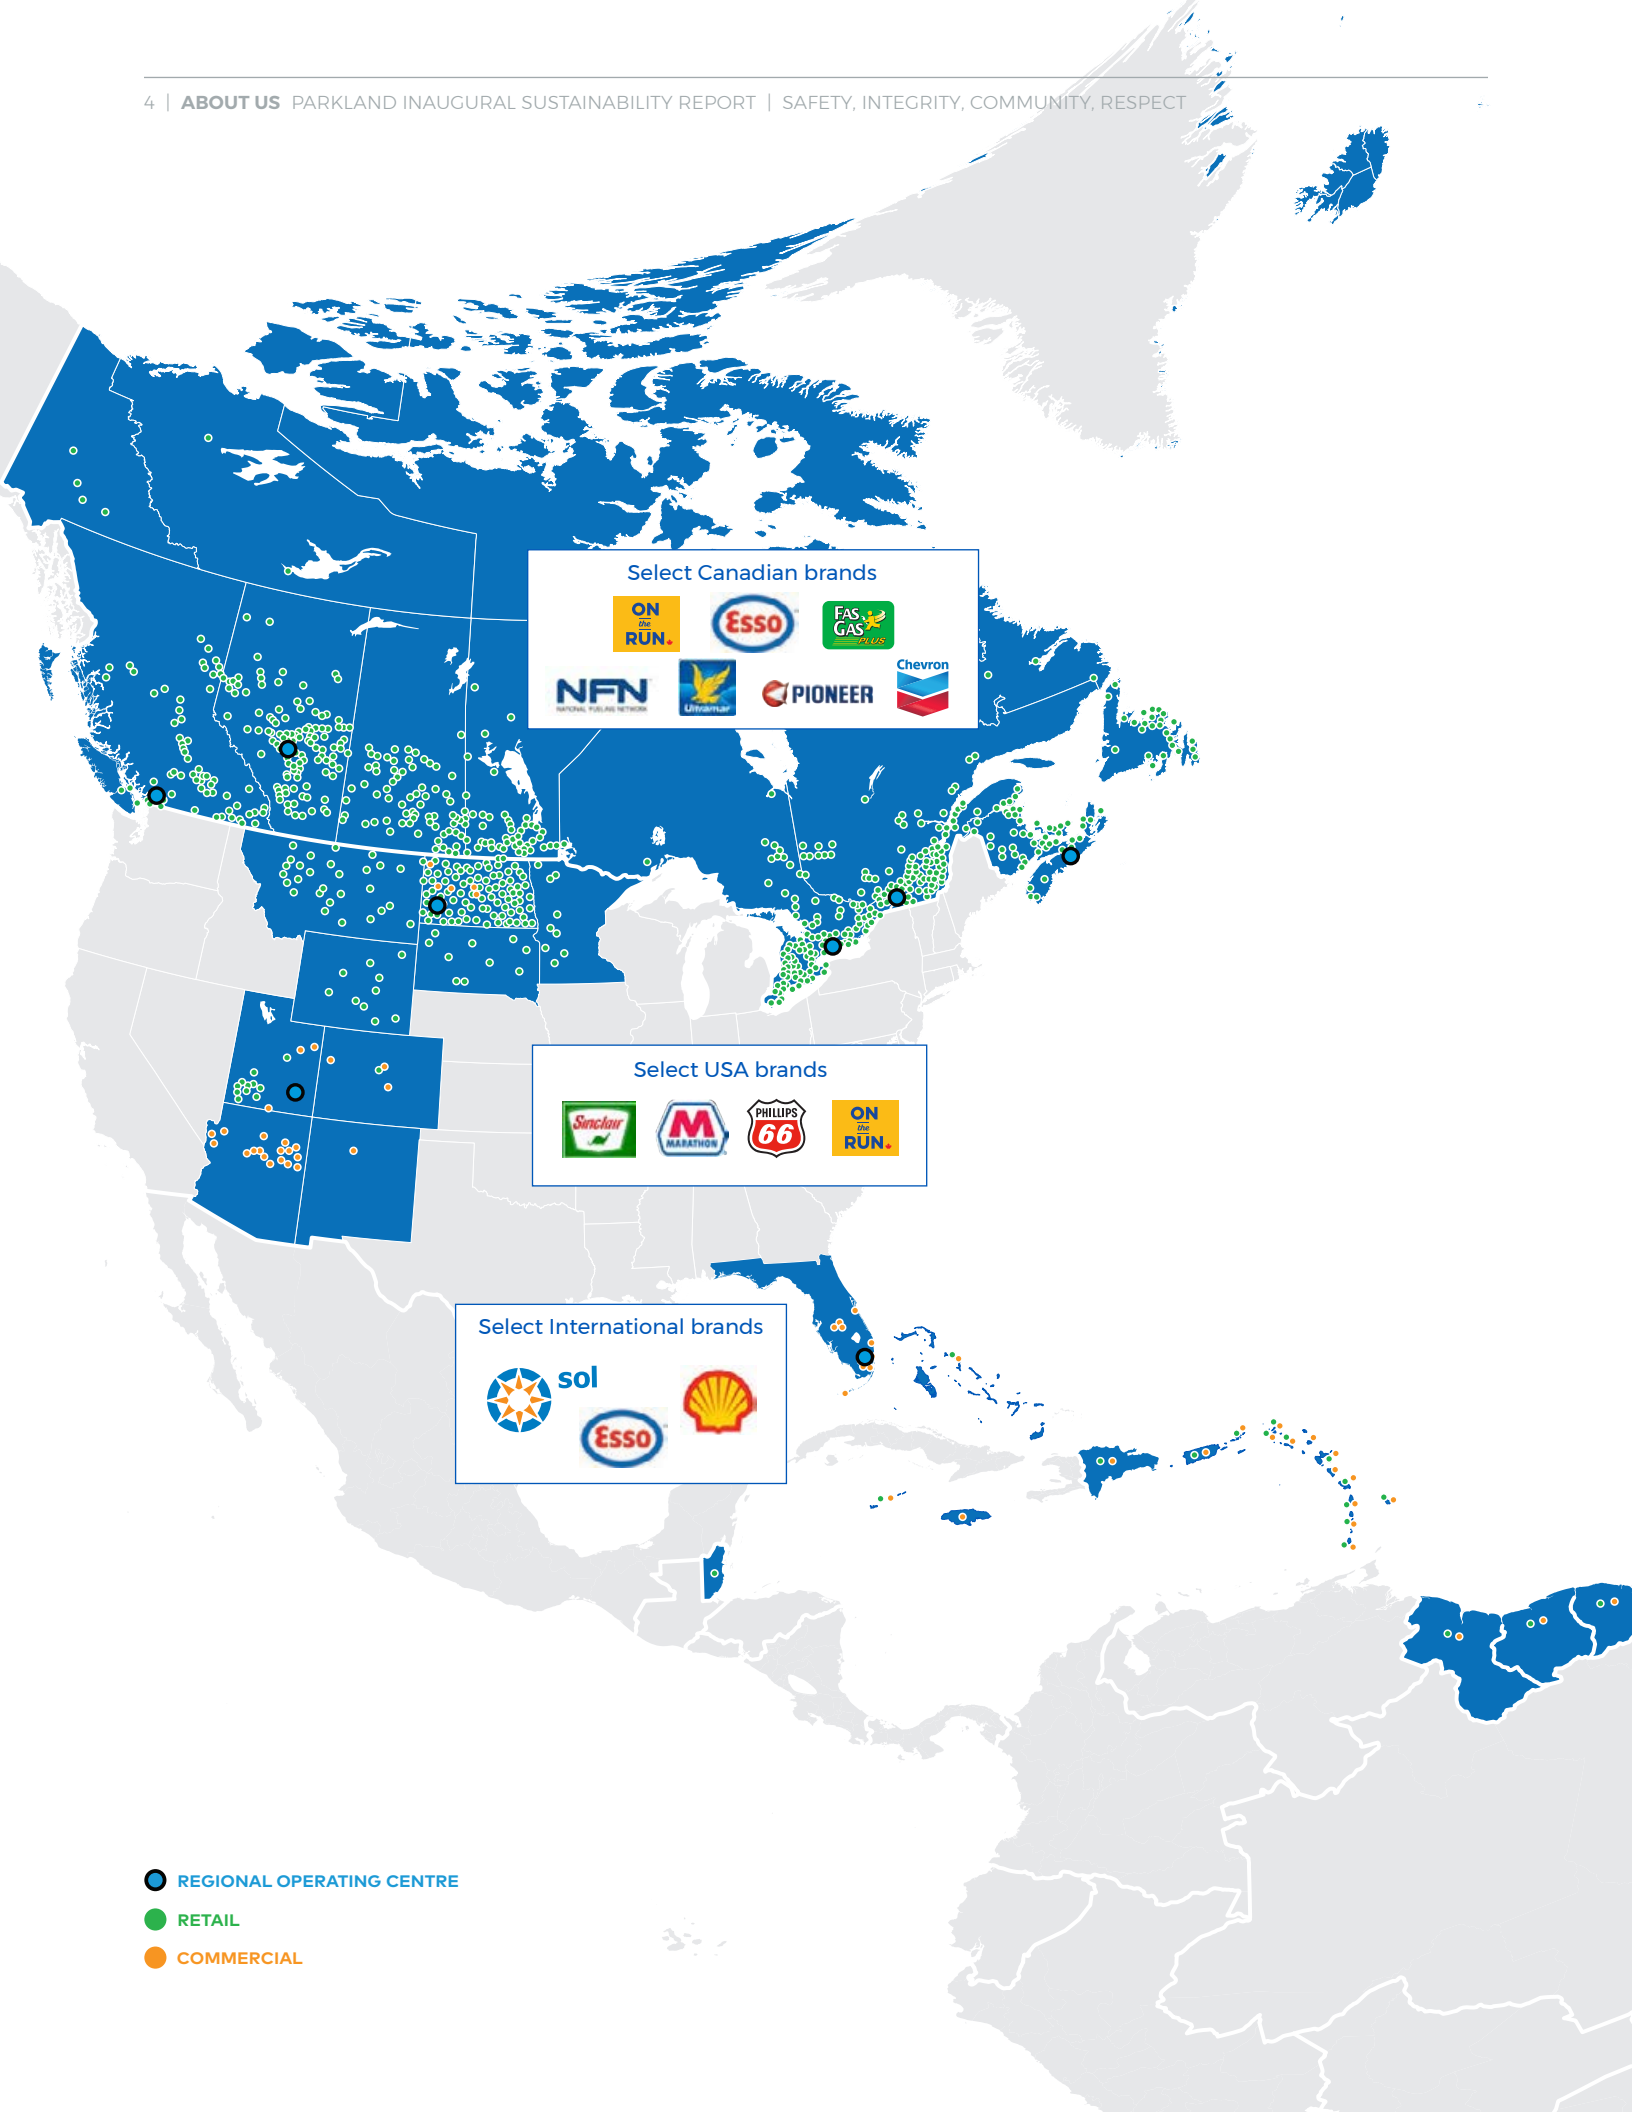 4 | ABOUT US PARKLAND INAUGURAL SUSTAINABILITY REPORT | SAFETY, INTEGRITY, COMMUNITY, RESPECT
Select Canadian brands
ON the RUN
Esso
FAS GAS PLUS
NFN
NATIONAL FUELING NETWORK
Ultramar
PIONEER
Chevron
Select USA brands
Sinclair
M
MARATHON
PHILLIPS
66
ON the RUN
Select International brands
sol
Esso
REGIONAL OPERATING CENTRE
RETAIL
COMMERCIAL